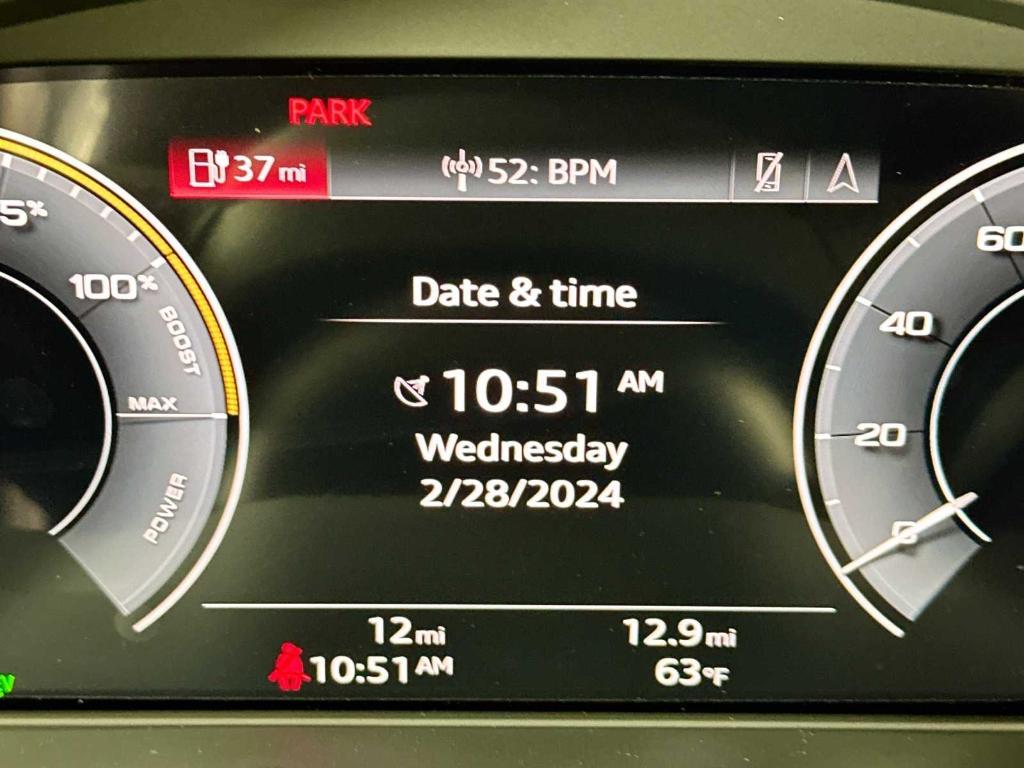 PARK
37 mi
52: BPM
5%
100%
BOOST
MAX
POWER
Date & time
10:51 AM
Wednesday
2/28/2024
60
40
20
0
12 mi
12.9 mi
10:51 AM
63°F